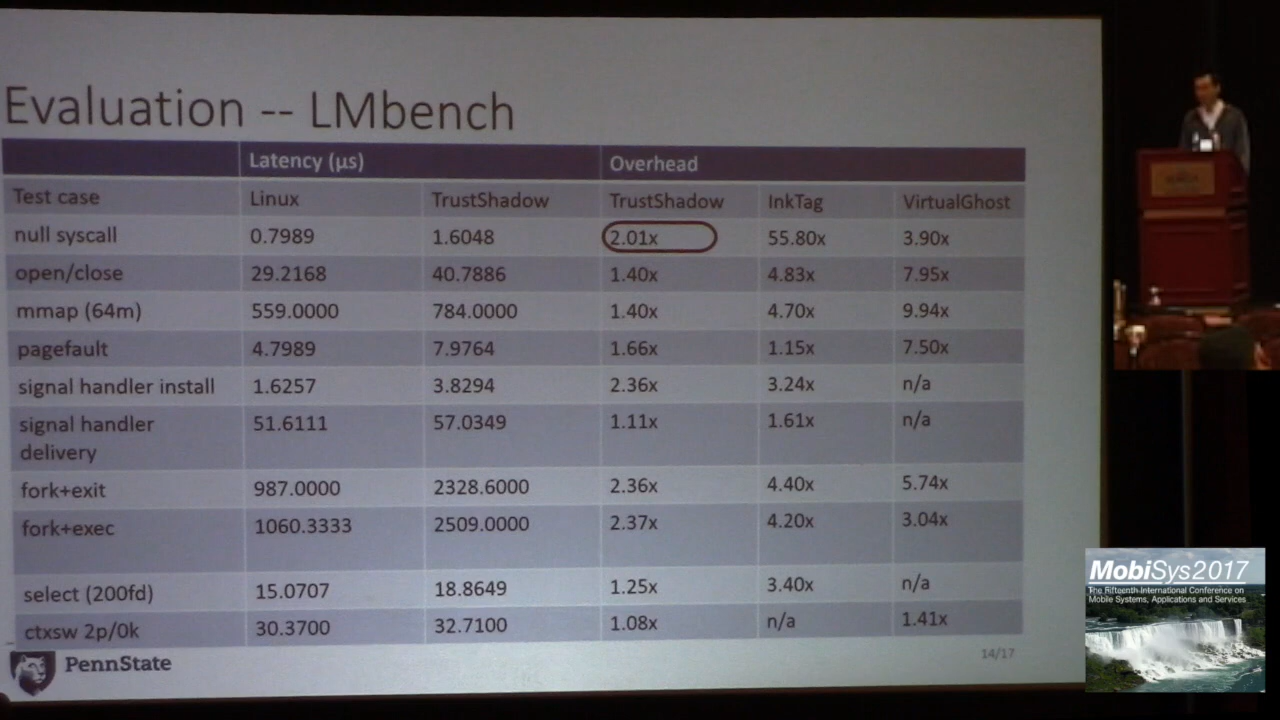 Evaluation -- LMbench
Latency (µs) Overhead
Test case Linux TrustShadow TrustShadow InkTag VirtualGhost
null syscall 0.7989 1.6048 2.01x 55.80x 3.90x
open/close 29.2168 40.7886 1.40x 4.83x 7.95x
mmap (64m) 559.0000 784.0000 1.40x 4.70x 9.94x
pagefault 4.7989 7.9764 1.66x 1.15x 7.50x
signal handler install 1.6257 3.8294 2.36x 3.24x n/a
signal handler 51.6111 57.0349 1.11x 1.61x n/a
delivery
fork+exit 987.0000 2328.6000 2.36x 4.40x 5.74x
fork+exec 1060.3333 2509.0000 2.37x 4.20x 3.04x
select (200fd) 15.0707 18.8649 1.25x 3.40x n/a
ctxsw 2p/0k 30.3700 32.7100 1.08x n/a 1.41x
PennState 14/17
MobiSys2017
The Fifteenth International Conference on
Mobile Systems, Applications and Services